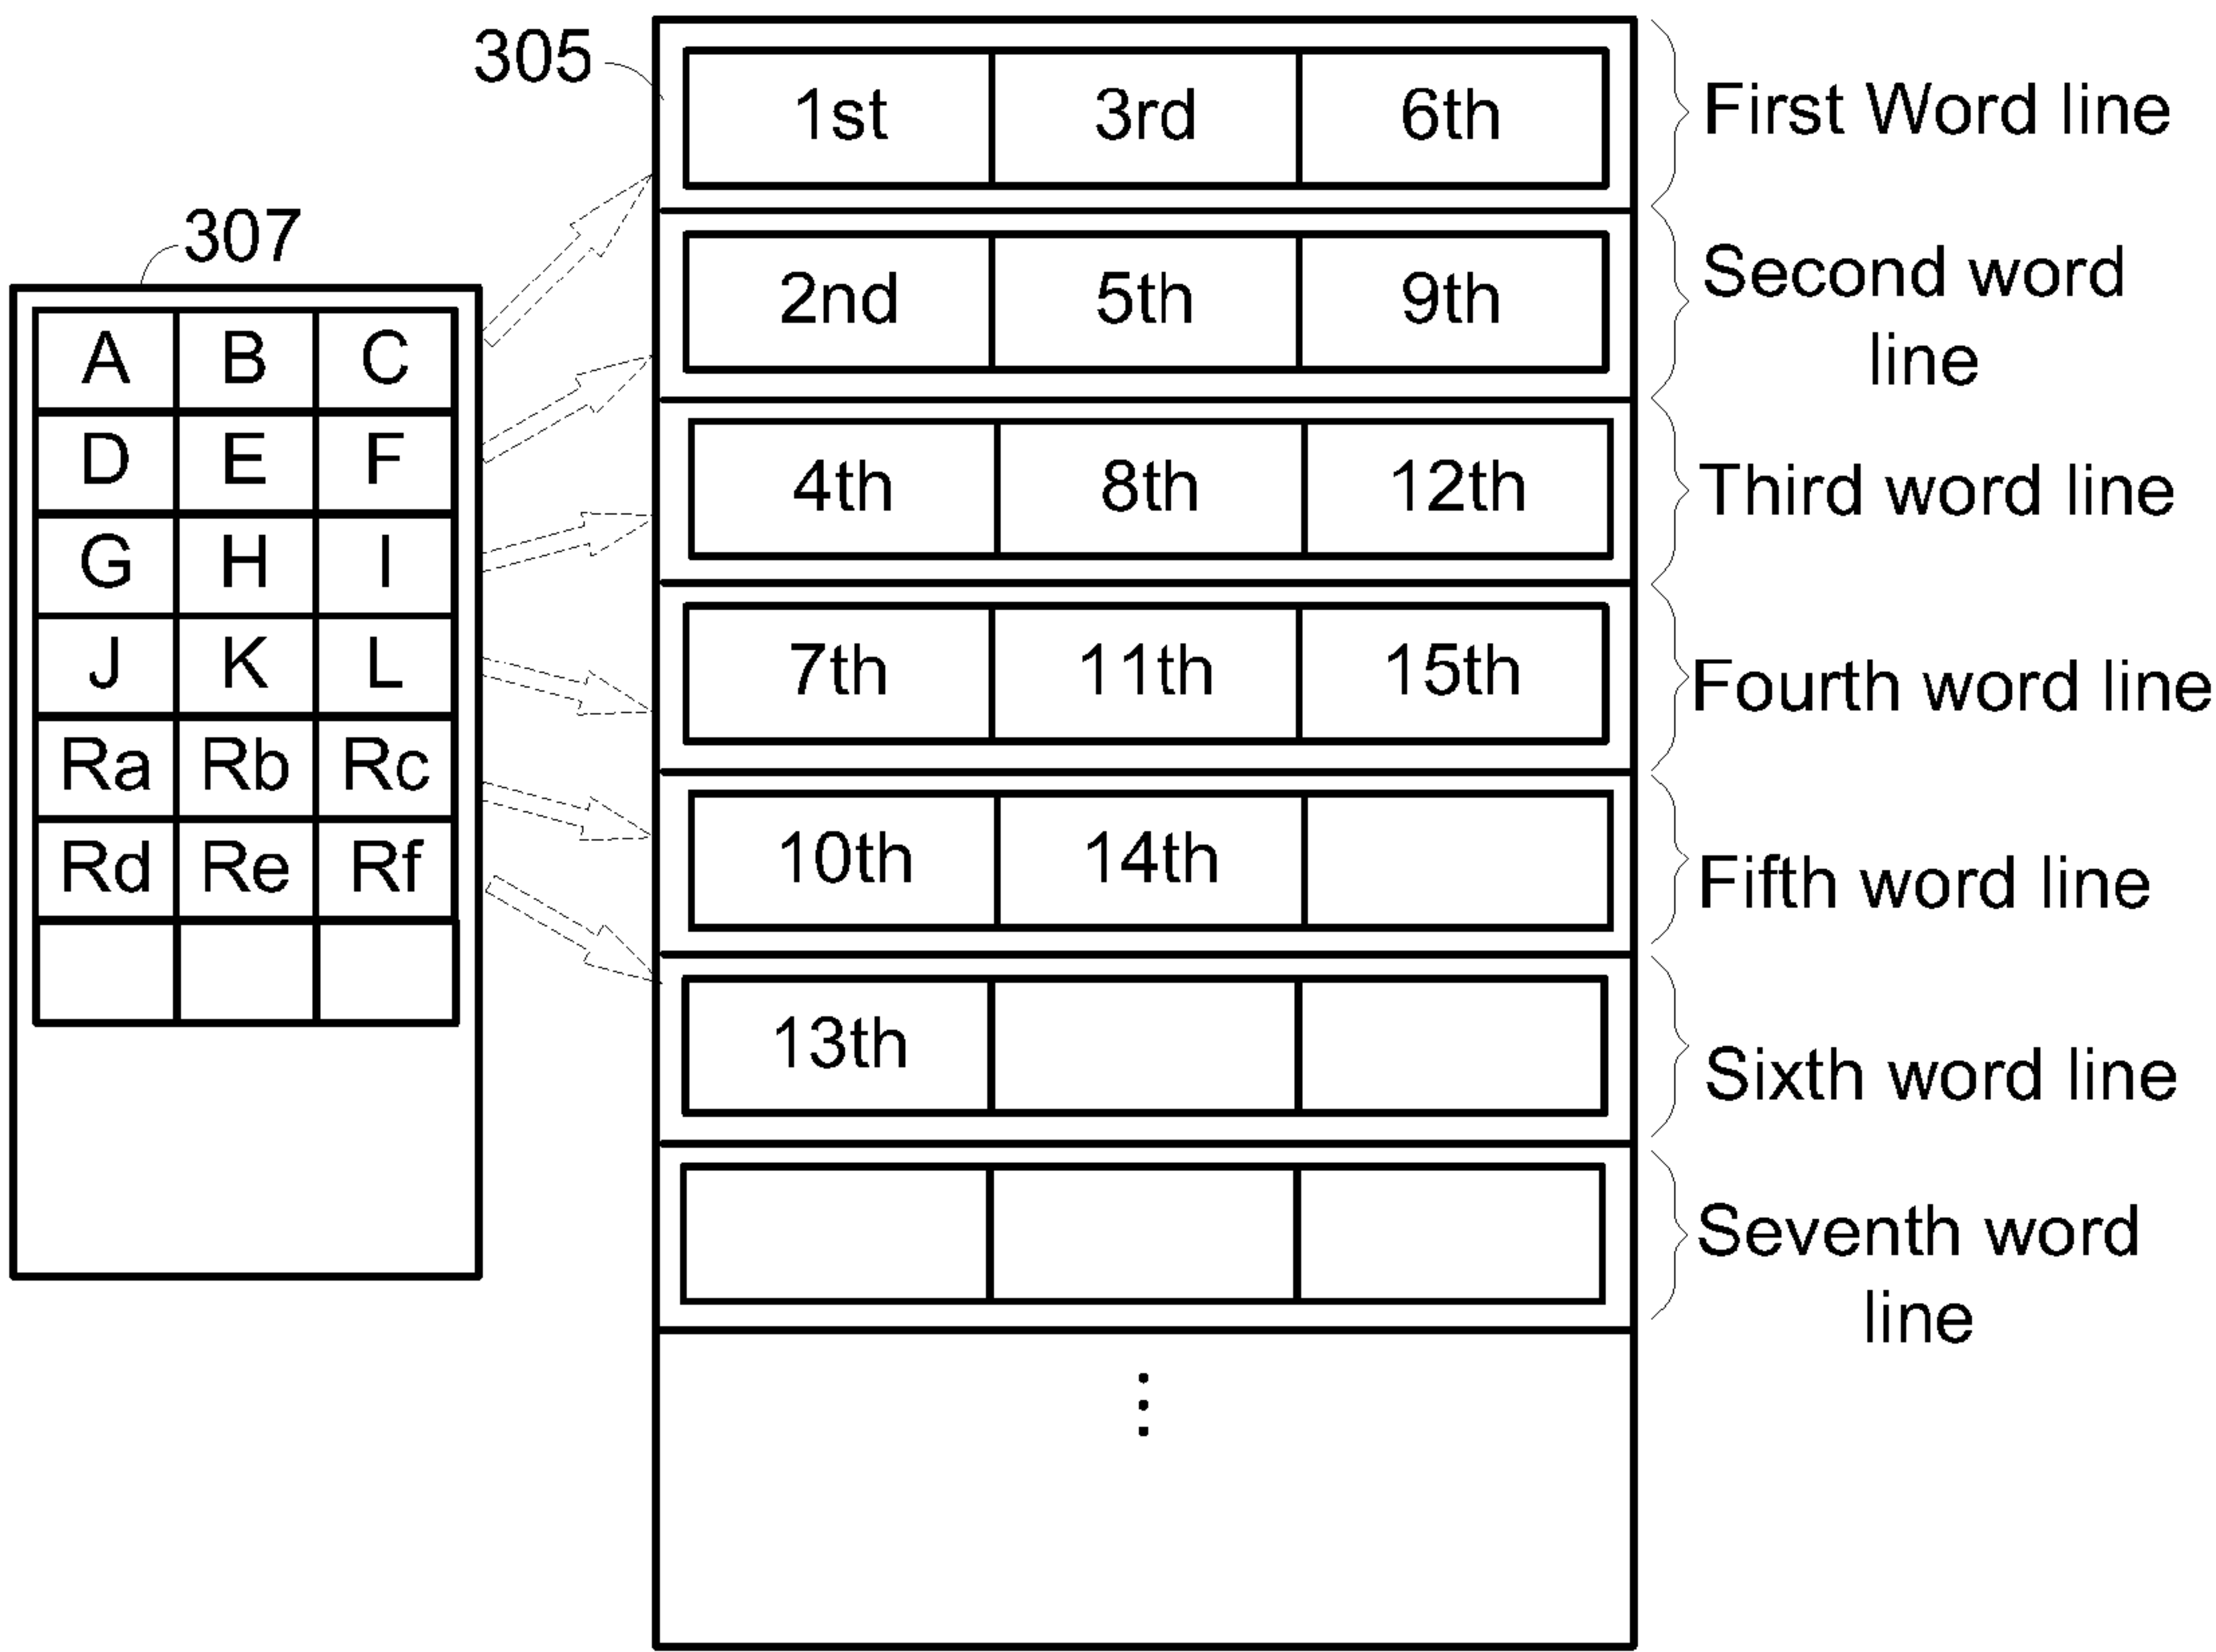 305
1st 3rd 6th
First Word line
307
2nd 5th 9th
Second word
line
A B C
D E F
G H I
J K L
Ra Rb Rc
Rd Re Rf
4th 8th 12th
Third word line
7th 11th 15th
Fourth word line
10th 14th
Fifth word line
13th
Sixth word line
Seventh word
line
⋮